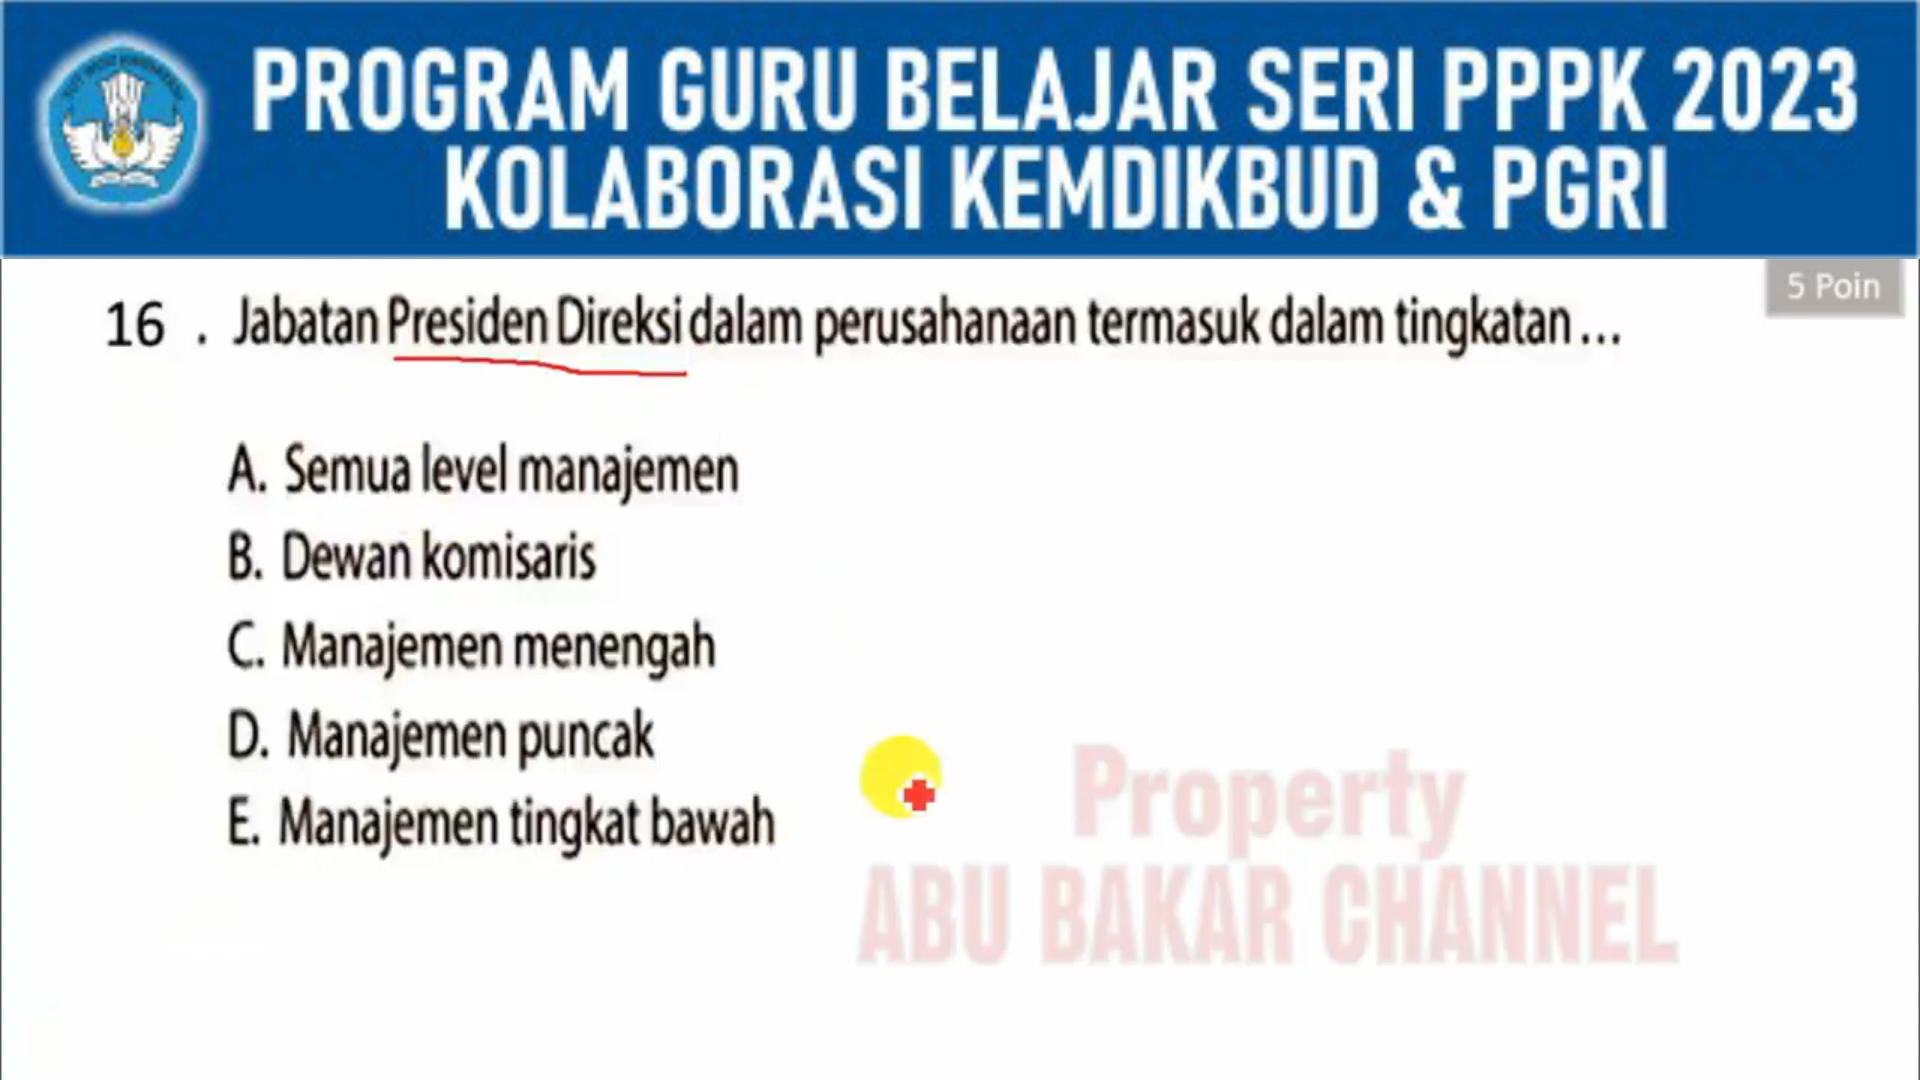 PROGRAM GURU BELAJAR SERI PPPK 2023
KOLABORASI KEMDIKBUD & PGRI
5 Poin
16 . Jabatan Presiden Direksi dalam perusahanaan termasuk dalam tingkatan ...
A. Semua level manajemen
B. Dewan komisaris
C. Manajemen menengah
D. Manajemen puncak
E. Manajemen tingkat bawah
Property
ABU BAKAR CHANNEL